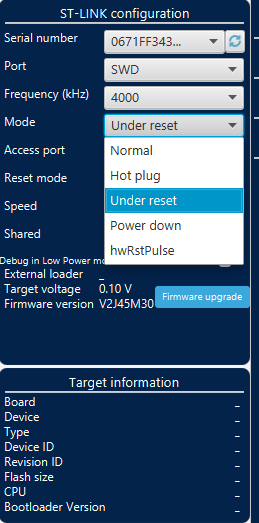 ST-LINK configuration
Serial number 0671FF343...
Port SWD
Frequency (kHz) 4000
Mode Under reset
Access port Normal
Reset mode Hot plug
Under reset
Speed Power down
Shared hwRstPulse
Debug in Low Power mo
External loader _
Target voltage 0.10 V
Firmware version V2J45M30 Firmware upgrade
Target information
Board _
Device _
Type _
Device ID _
Revision ID _
Flash size _
CPU _
Bootloader Version _